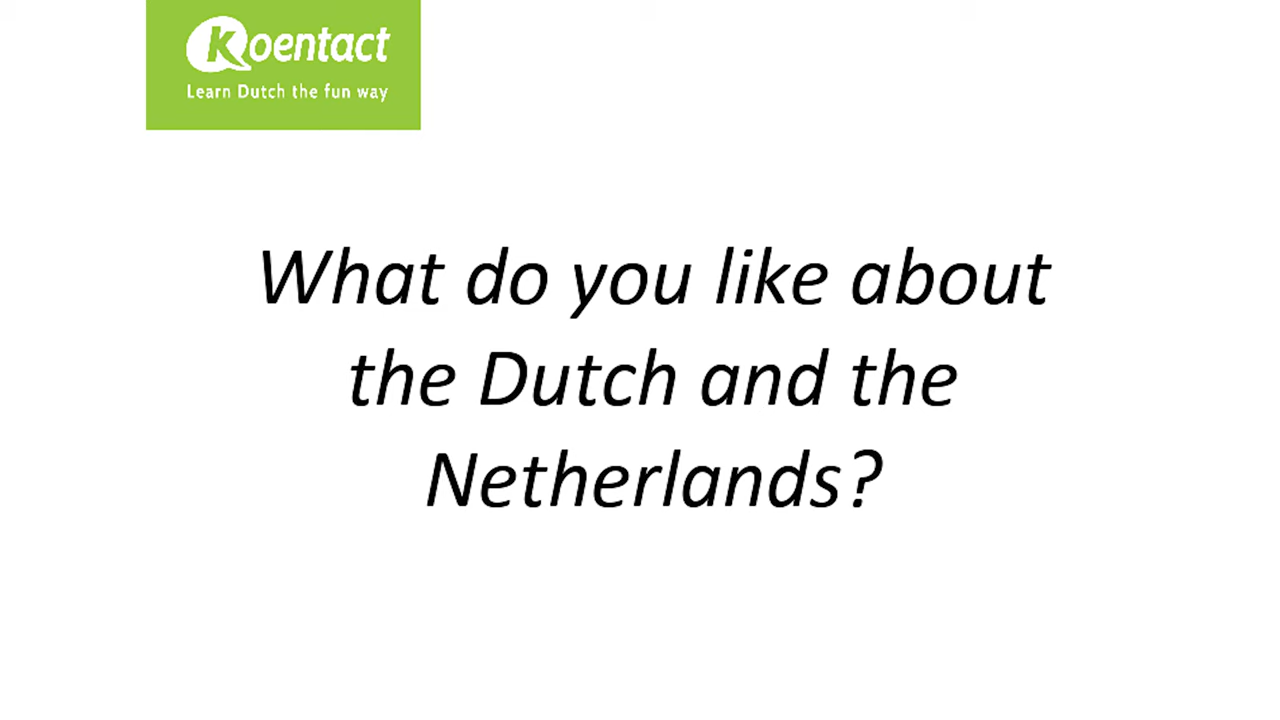 Koentact
Learn Dutch the fun way
What do you like about
the Dutch and the
Netherlands?